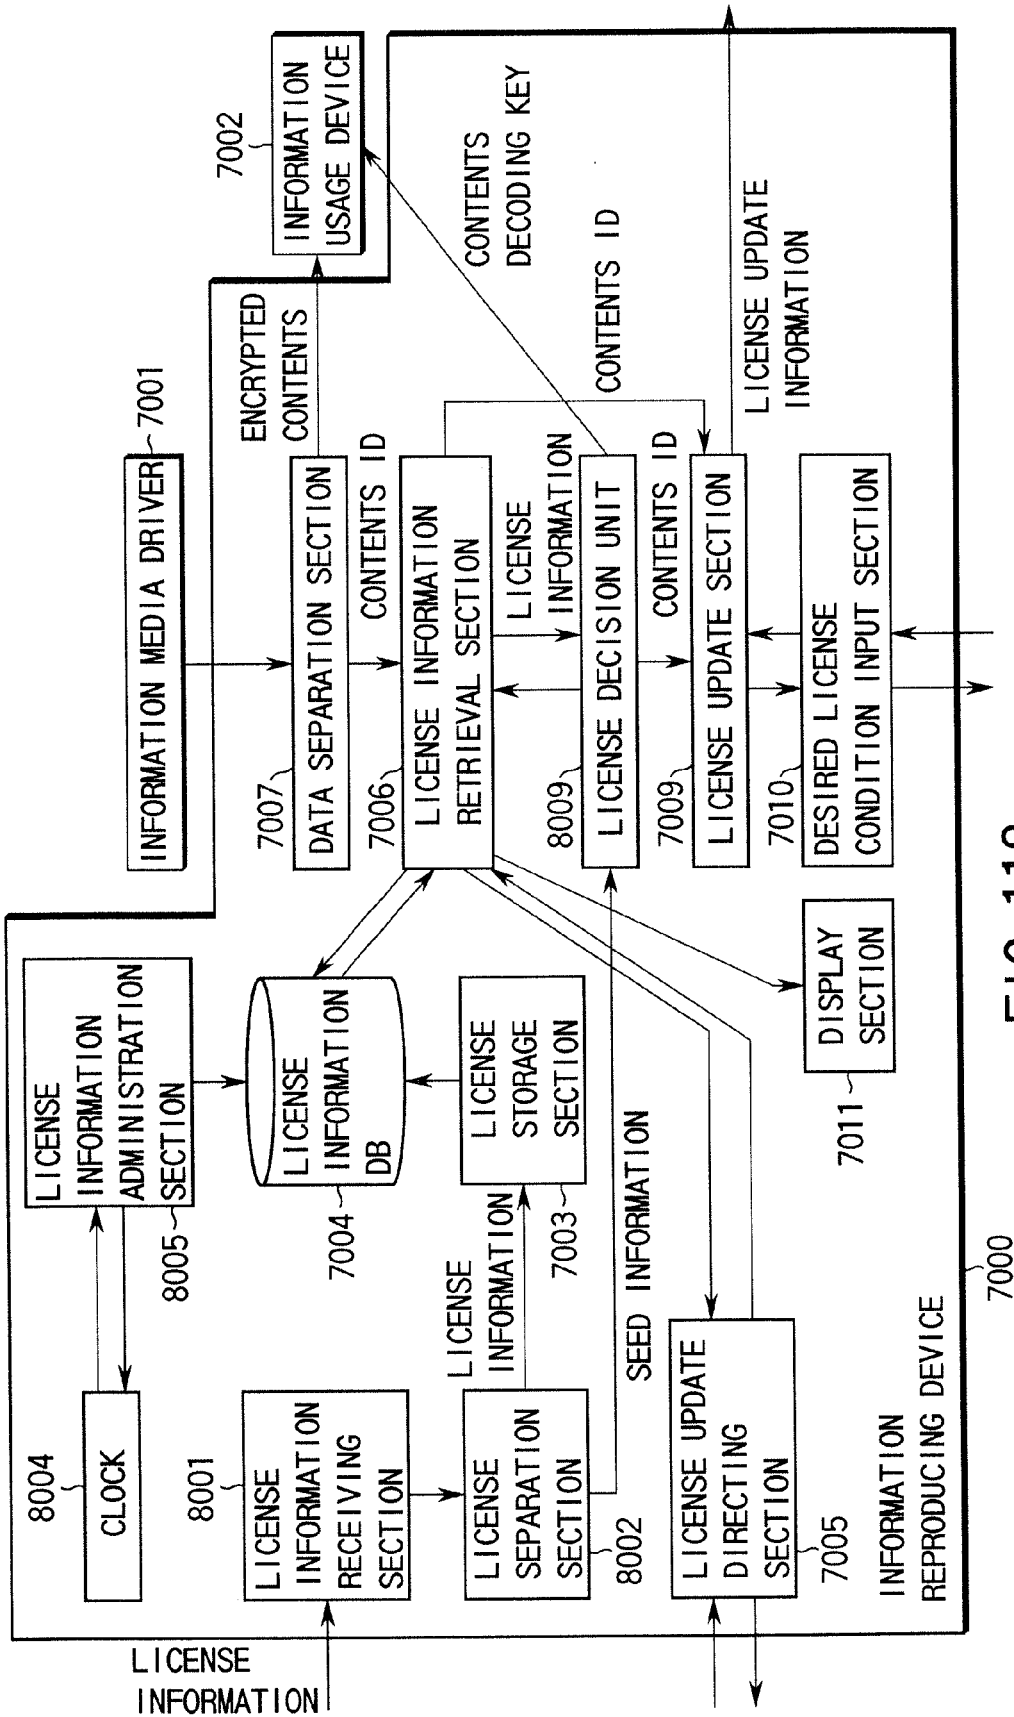 LICENSE
INFORMATION
8004
CLOCK
8001
LICENSE
INFORMATION
RECEIVING
SECTION
LICENSE
SEPARATION
SECTION
8002
LICENSE UPDATE
DIRECTING
SECTION
7005
INFORMATION
REPRODUCING DEVICE
7000
LICENSE
INFORMATION
ADMINISTRATION
SECTION
8005
LICENSE
INFORMATION
DB
7004
LICENSE
INFORMATION
LICENSE
STORAGE
SECTION
7003
SEED INFORMATION
DISPLAY
SECTION
7011
INFORMATION MEDIA DRIVER
7001
7007
DATA SEPARATION SECTION
ENCRYPTED
CONTENTS
7002
INFORMATION
USAGE DEVICE
CONTENTS ID
7006
LICENSE INFORMATION
RETRIEVAL SECTION
LICENSE
INFORMATION
CONTENTS
DECODING KEY
8009
LICENSE DECISION UNIT
CONTENTS ID
CONTENTS ID
7009
LICENSE UPDATE SECTION
LICENSE UPDATE
INFORMATION
7010
DESIRED LICENSE
CONDITION INPUT SECTION